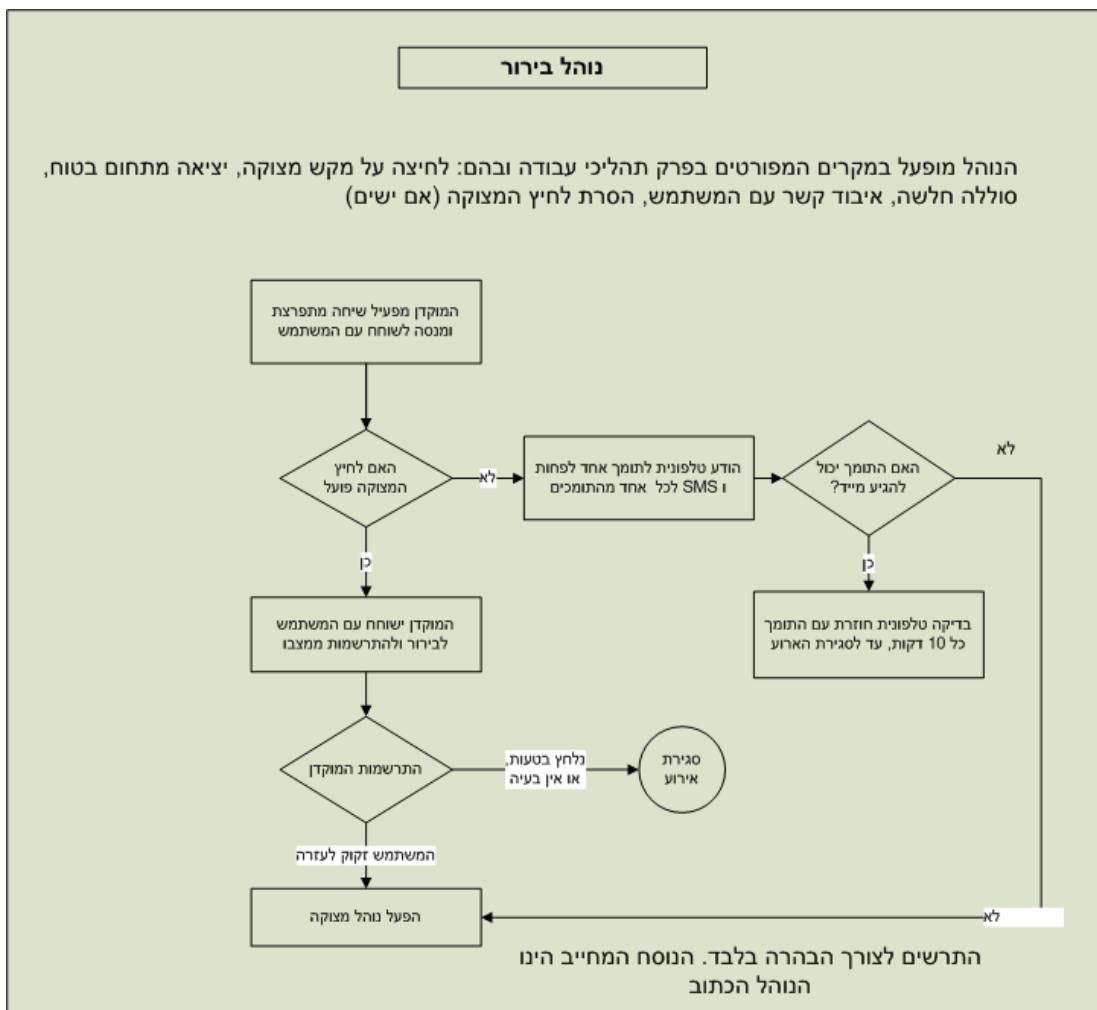 נוהל בירור
הנוהל מופעל במקרים המפורטים בפרק תהליכי עבודה ובהם: לחיצה על מקש מצוקה, יציאה מתחום בטוח,
סוללה חלשה, איבוד קשר עם המשתמש, הסרת לחיץ המצוקה (אם ישים)
המוקדן מפעיל שיחה מתפרצת
ומנסה לשוחח עם המשתמש
האם לחיץ
המצוקה פועל
לא
הודע טלפונית לתומך אחד לפחות
ו SMS לכל אחד מהתומכים
האם התומך יכול
להגיע מייד?
לא
כן
כן
המוקדן ישוחח עם המשתמש
לבירור ולהתרשמות ממצבו
בדיקה טלפונית חוזרת עם התומך
כל 10 דקות, עד לסגירת הארוע
התרשמות המוקדן
נלחץ בטעות,
או אין בעיה
סגירת
אירוע
המשתמש זקוק לעזרה
הפעל נוהל מצוקה
לא
התרשים לצורך הבהרה בלבד. הנוסח המחייב הינו
הנוהל הכתוב